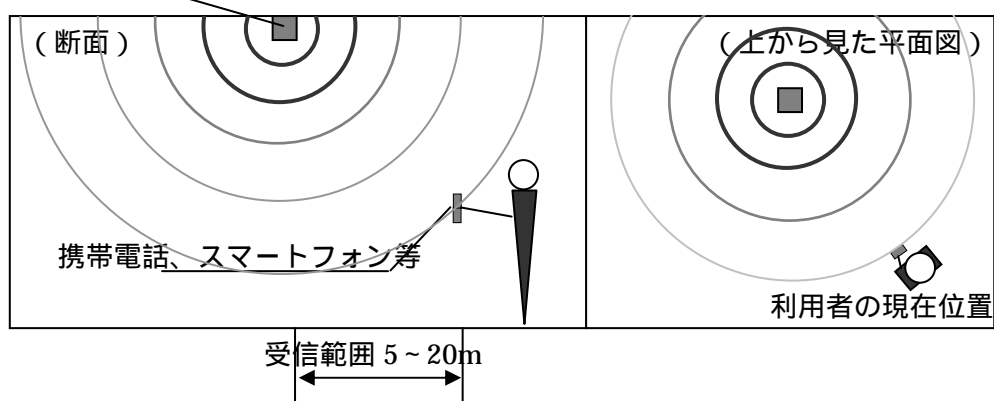 （断面）
（上から見た平面図）
携帯電話、スマートフォン等
利用者の現在位置
受信範囲 5～20m